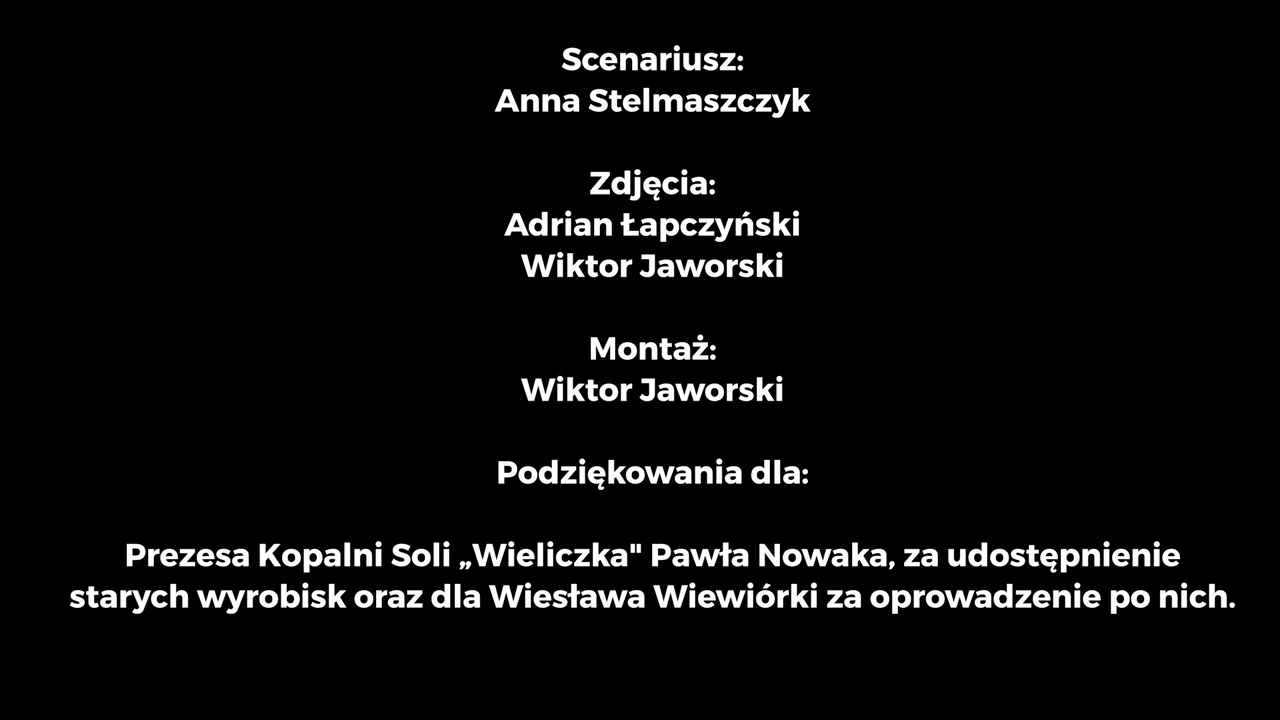 Scenariusz:
Anna Stelmaszczyk
Zdjęcia:
Adrian Łapczyński
Wiktor Jaworski
Montaż:
Wiktor Jaworski
Podziękowania dla:
Prezesa Kopalni Soli „Wieliczka" Pawła Nowaka, za udostępnienie
starych wyrobisk oraz dla Wiesława Wiewiórki za oprowadzenie po nich.